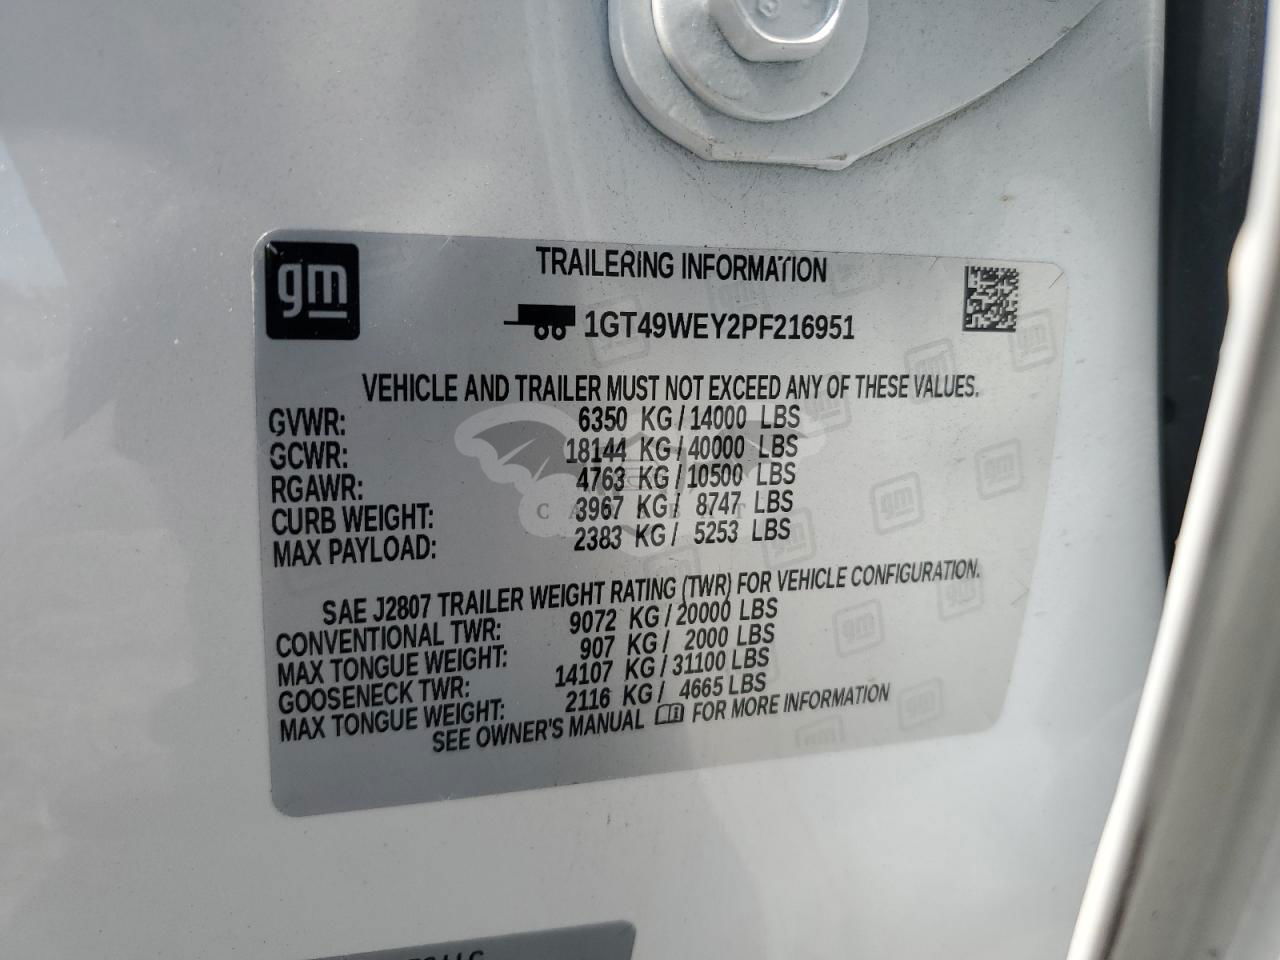 gm
TRAILERING INFORMATION
1GT49WEY2PF216951
VEHICLE AND TRAILER MUST NOT EXCEED ANY OF THESE VALUES.
GVWR: 6350 KG / 14000 LBS
GCWR: 18144 KG / 40000 LBS
RGAWR: 4763 KG / 10500 LBS
CURB WEIGHT: 3967 KG / 8747 LBS
MAX PAYLOAD: 2383 KG / 5253 LBS
SAE J2807 TRAILER WEIGHT RATING (TWR) FOR VEHICLE CONFIGURATION.
CONVENTIONAL TWR: 9072 KG / 20000 LBS
MAX TONGUE WEIGHT: 907 KG / 2000 LBS
GOOSENECK TWR: 14107 KG / 31100 LBS
MAX TONGUE WEIGHT: 2116 KG / 4665 LBS
SEE OWNER'S MANUAL FOR MORE INFORMATION